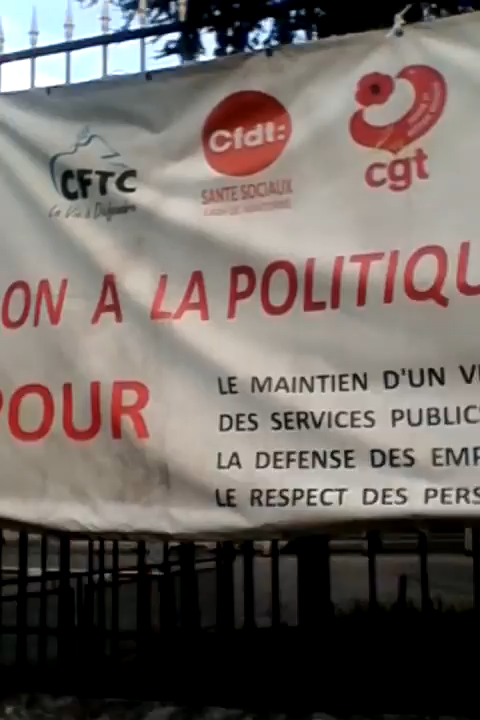 CFTC
La Vie à Défendre
Cfdt:
SANTE SOCIAUX
cgt
ON A LA POLITIQU
POUR
LE MAINTIEN D'UN V
DES SERVICES PUBLIC
LA DEFENSE DES EMP
LE RESPECT DES PERS